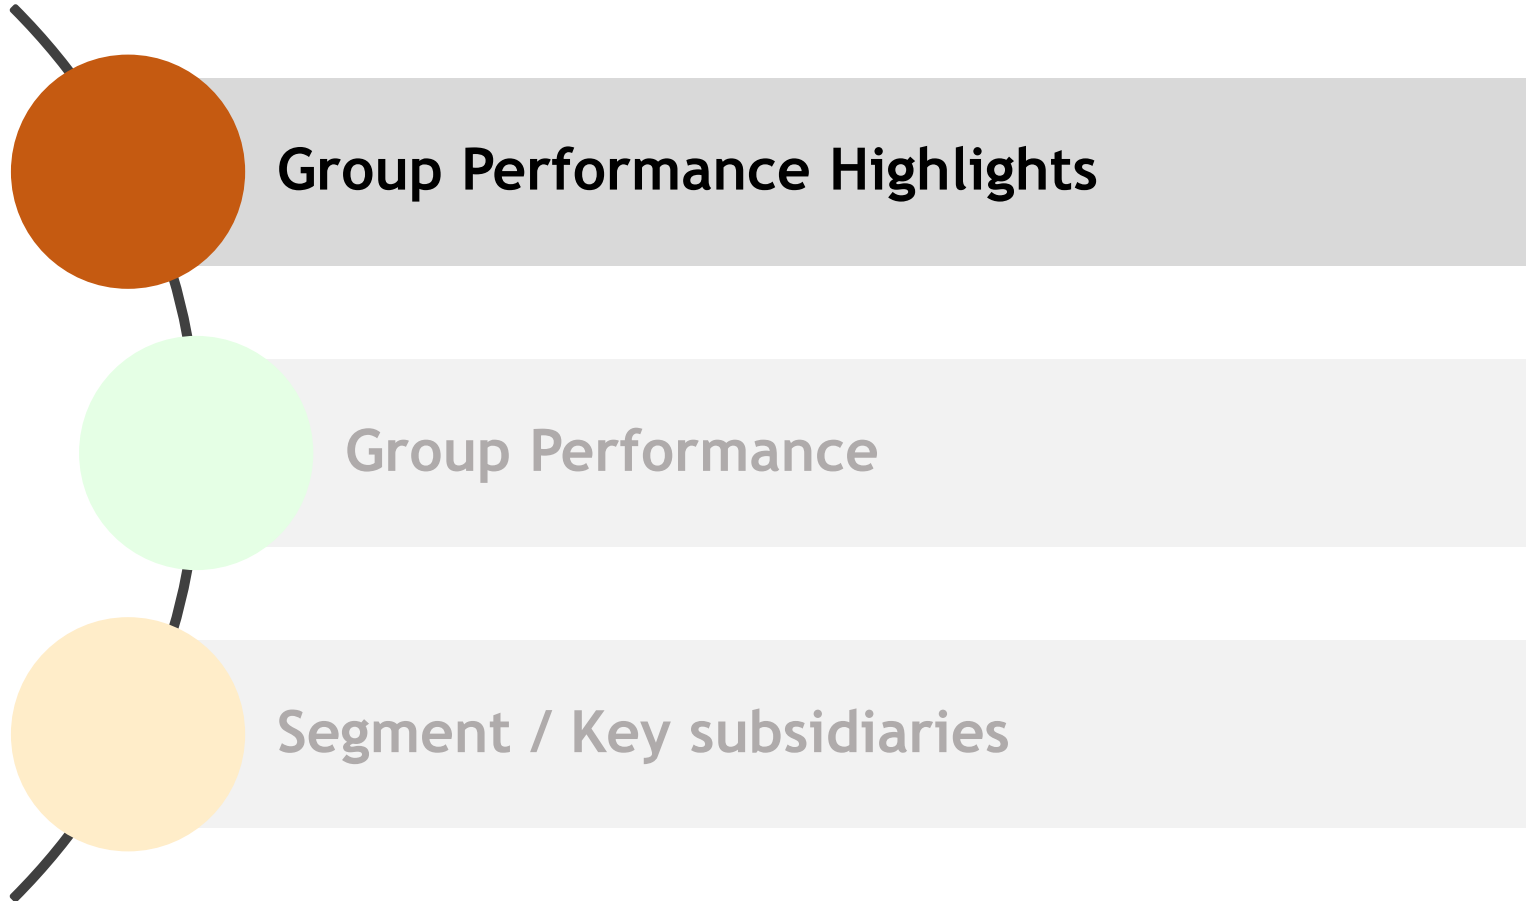 Group Performance Highlights
Group Performance
Segment / Key subsidiaries